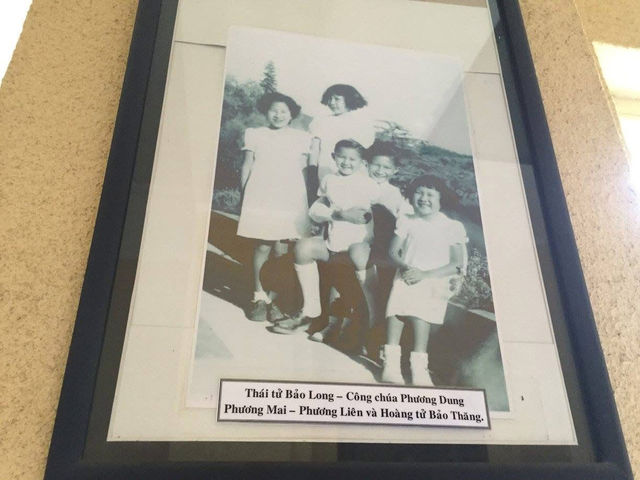 Thái tử Bảo Long – Công chúa Phương Dung
Phương Mai – Phương Liên và Hoàng tử Bảo Thăng.